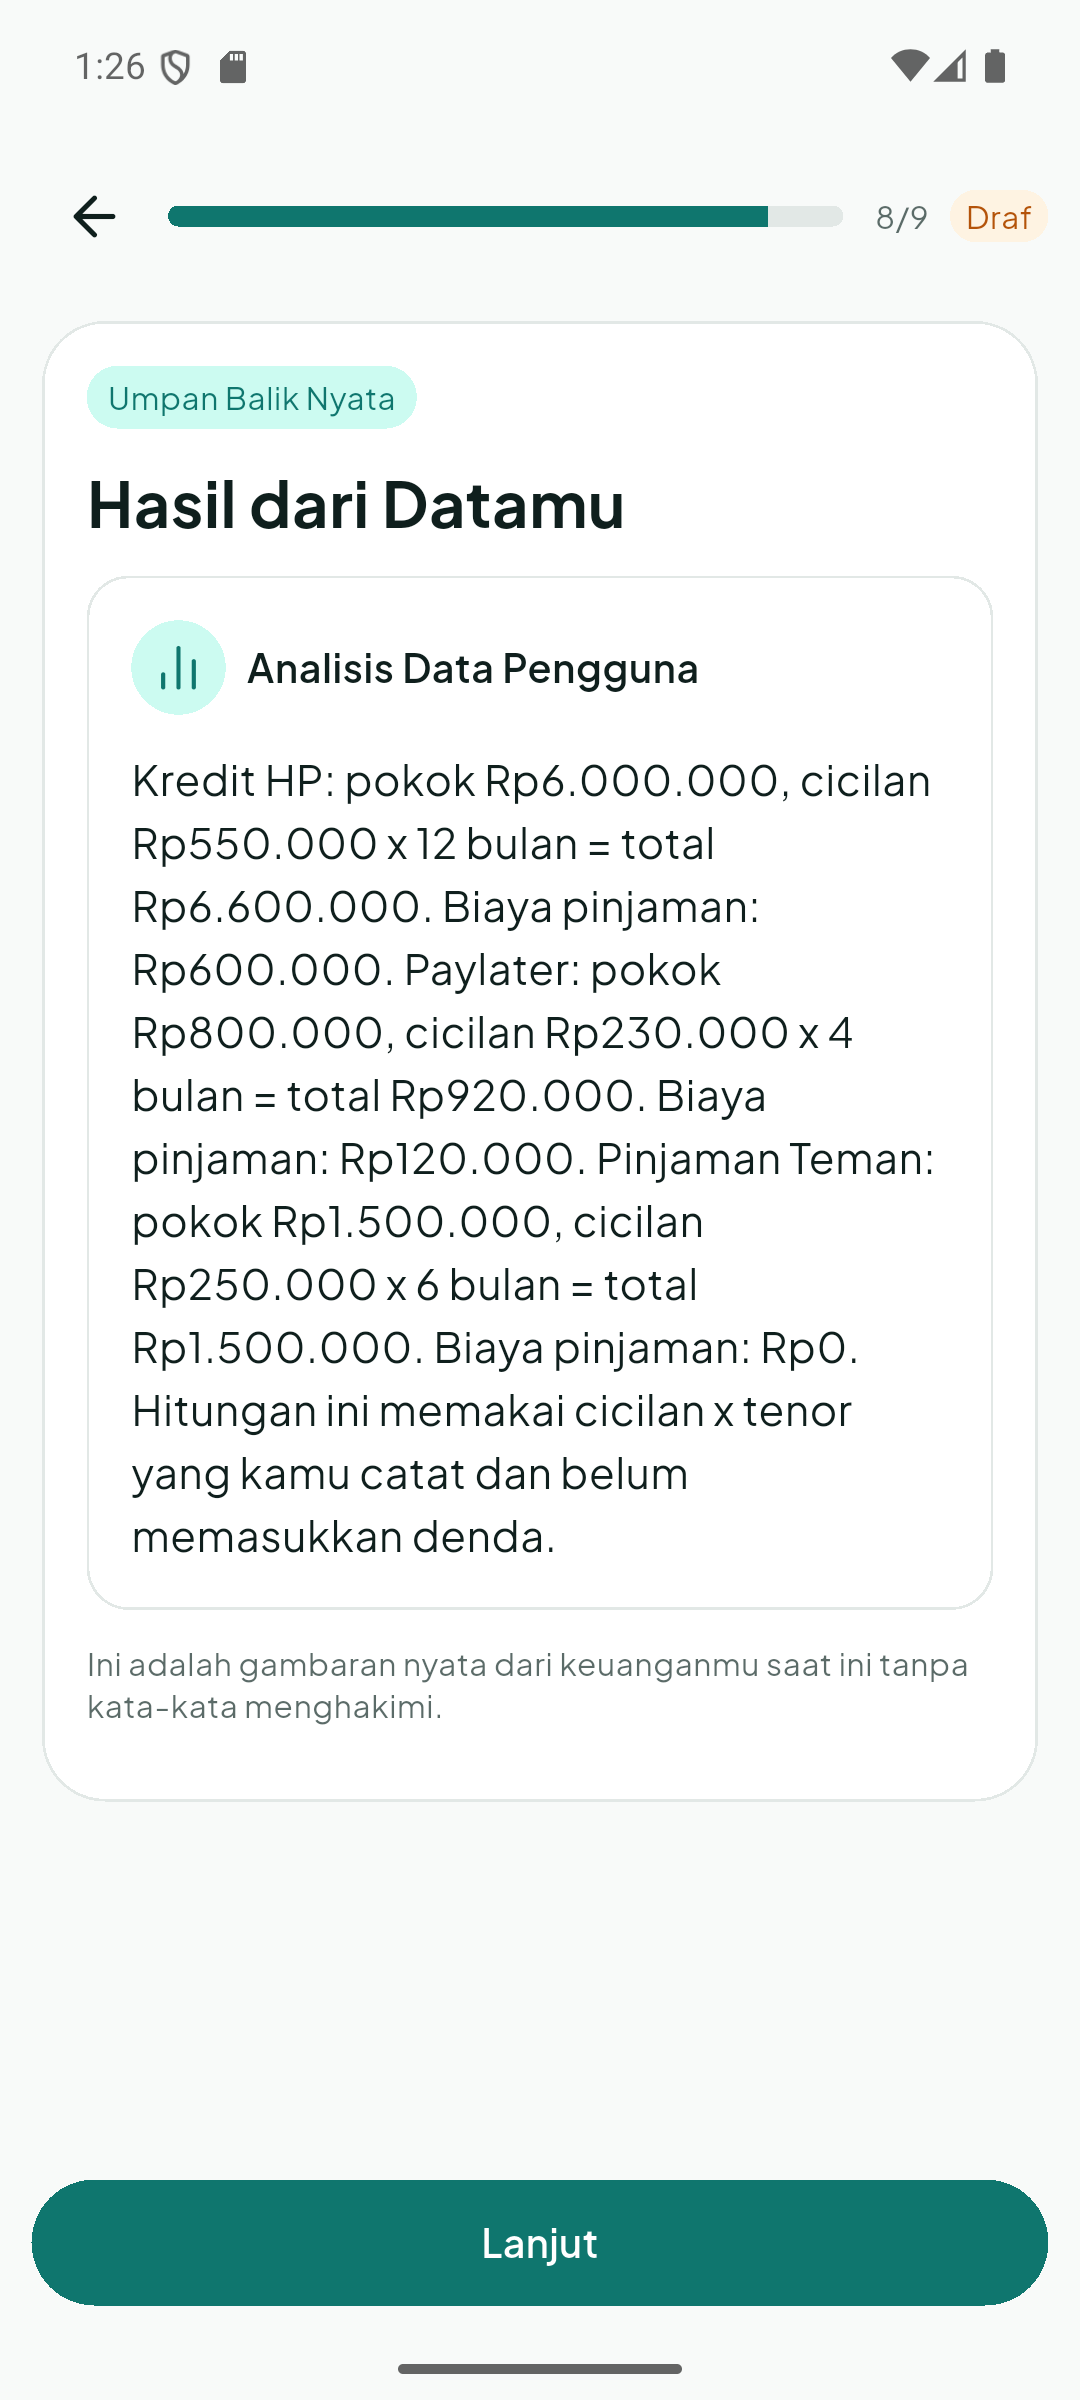 1:26
8/9
Draf
Umpan Balik Nyata
Hasil dari Datamu
Analisis Data Pengguna
Kredit HP: pokok Rp6.000.000, cicilan
Rp550.000 x 12 bulan = total
Rp6.600.000. Biaya pinjaman:
Rp600.000. Paylater: pokok
Rp800.000, cicilan Rp230.000 x 4
bulan = total Rp920.000. Biaya
pinjaman: Rp120.000. Pinjaman Teman:
pokok Rp1.500.000, cicilan
Rp250.000 x 6 bulan = total
Rp1.500.000. Biaya pinjaman: Rp0.
Hitungan ini memakai cicilan x tenor
yang kamu catat dan belum
memasukkan denda.
Ini adalah gambaran nyata dari keuanganmu saat ini tanpa
kata-kata menghakimi.
Lanjut